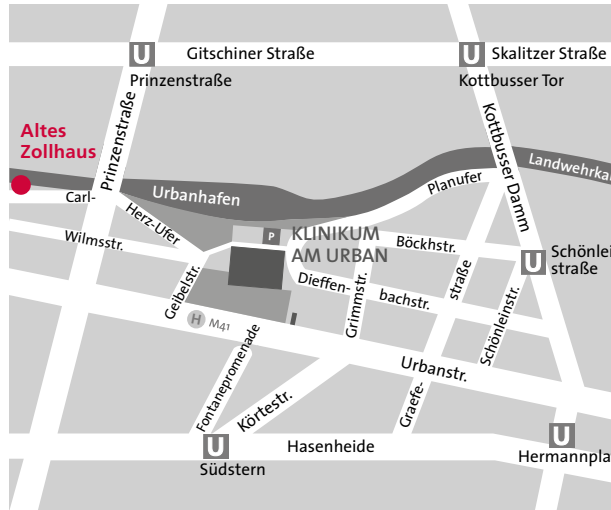 U
Gitschiner Straße
U
Skalitzer Straße
Prinzenstraße
Kottbusser Tor
Prinzenstraße
Kottbusser Damm
Altes
Zollhaus
Landwehrka
Urbanhafen
Planufer
Carl-
Herz-Ufer
Wilmsstr.
P
KLINIKUM
AM URBAN
Böckhstr.
U
Schönlei
straße
Geibelstr.
Dieffen-
bachstr.
Grimmstr.
straße
Schönleinstr.
H
M41
Urbanstr.
Fontanepromenade
Körtestr.
Graefe-
U
Südstern
Hasenheide
U
Hermannpla